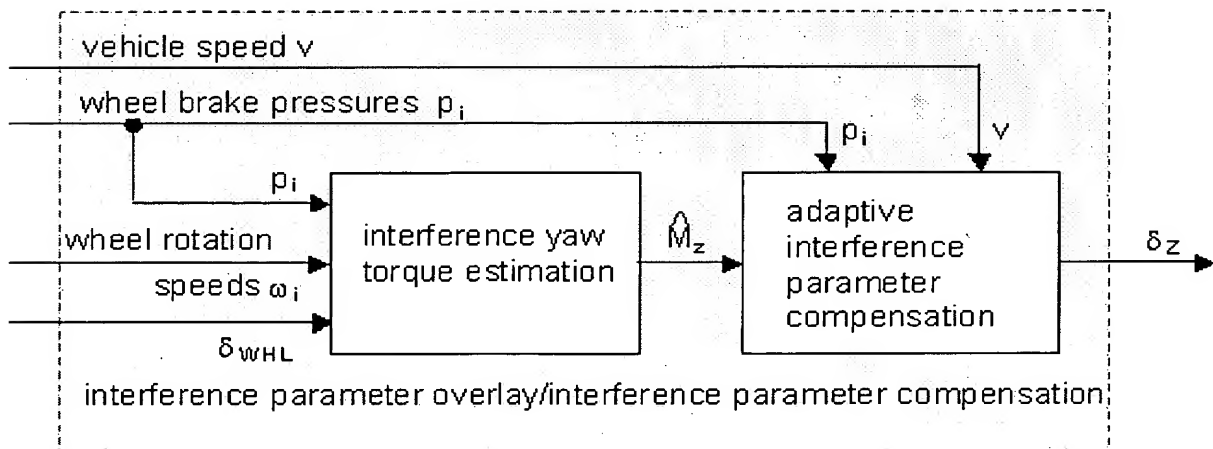 vehicle speed v
wheel brake pressures pᵢ
pᵢ
v
pᵢ
wheel rotation
speeds ωᵢ
δWHL
interference yaw
torque estimation
M̂z
adaptive
interference
parameter
compensation
δZ
interference parameter overlay/interference parameter compensation